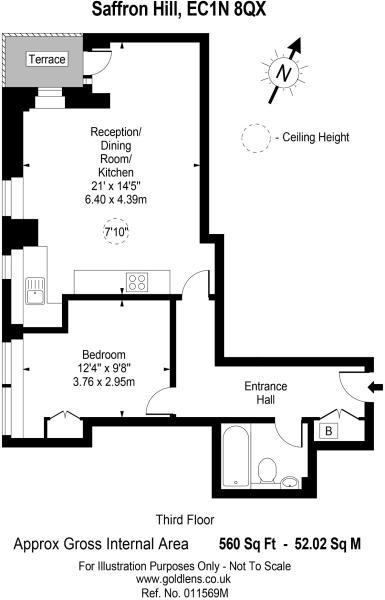 Saffron Hill, EC1N 8QX
Terrace
N
- Ceiling Height
Reception/
Dining
Room/
Kitchen
21' x 14'5"
6.40 x 4.39m
7'10"
Bedroom
12'4" x 9'8"
3.76 x 2.95m
Entrance
Hall
B
Third Floor
Approx Gross Internal Area 560 Sq Ft - 52.02 Sq M
For Illustration Purposes Only - Not To Scale
www.goldlens.co.uk
Ref. No. 011569M